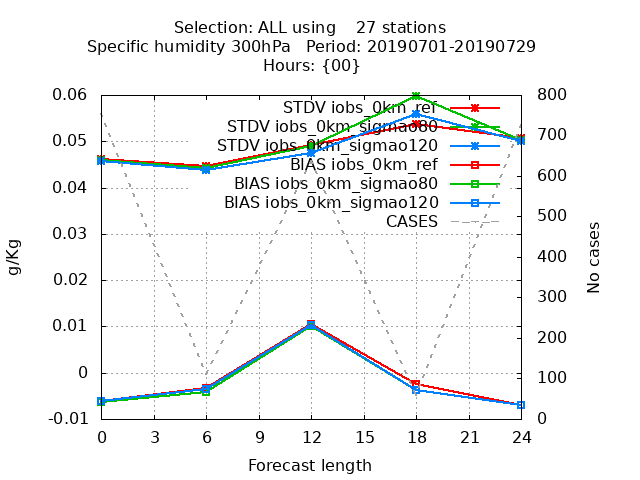 Selection: ALL using    27 stations
Specific humidity 300hPa   Period: 20190701-20190729
Hours: {00}
STDV iobs_0km_ref
STDV iobs_0km_sigmao80
STDV iobs_0km_sigmao120
BIAS iobs_0km_ref
BIAS iobs_0km_sigmao80
BIAS iobs_0km_sigmao120
CASES
0.06
0.05
0.04
0.03
0.02
0.01
0
-0.01
g/Kg
800
700
600
500
400
300
200
100
0
No cases
0 3 6 9 12 15 18 21 24
Forecast length